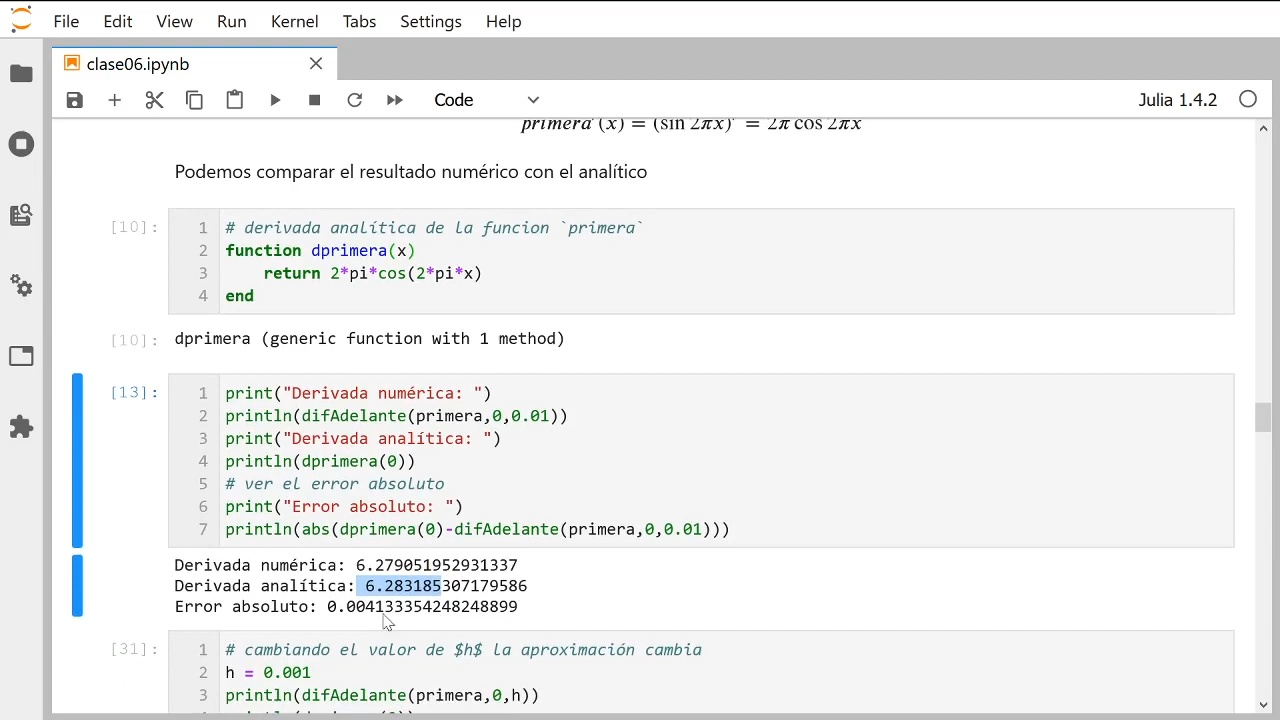 File Edit View Run Kernel Tabs Settings Help
clase06.ipynb
Code
Julia 1.4.2
primera′(x) = (sin 2πx)′ = 2π cos 2πx
Podemos comparar el resultado numérico con el analítico
[10]:
1 # derivada analítica de la funcion `primera`
2 function dprimera(x)
3     return 2*pi*cos(2*pi*x)
4 end
[10]: dprimera (generic function with 1 method)
[13]:
1 print("Derivada numérica: ")
2 println(difAdelante(primera,0,0.01))
3 print("Derivada analítica: ")
4 println(dprimera(0))
5 # ver el error absoluto
6 print("Error absoluto: ")
7 println(abs(dprimera(0)-difAdelante(primera,0,0.01)))
Derivada numérica: 6.279051952931337
Derivada analítica: 6.283185307179586
Error absoluto: 0.004133354248248899
[31]:
1 # cambiando el valor de $h$ la aproximación cambia
2 h = 0.001
3 println(difAdelante(primera,0,h))